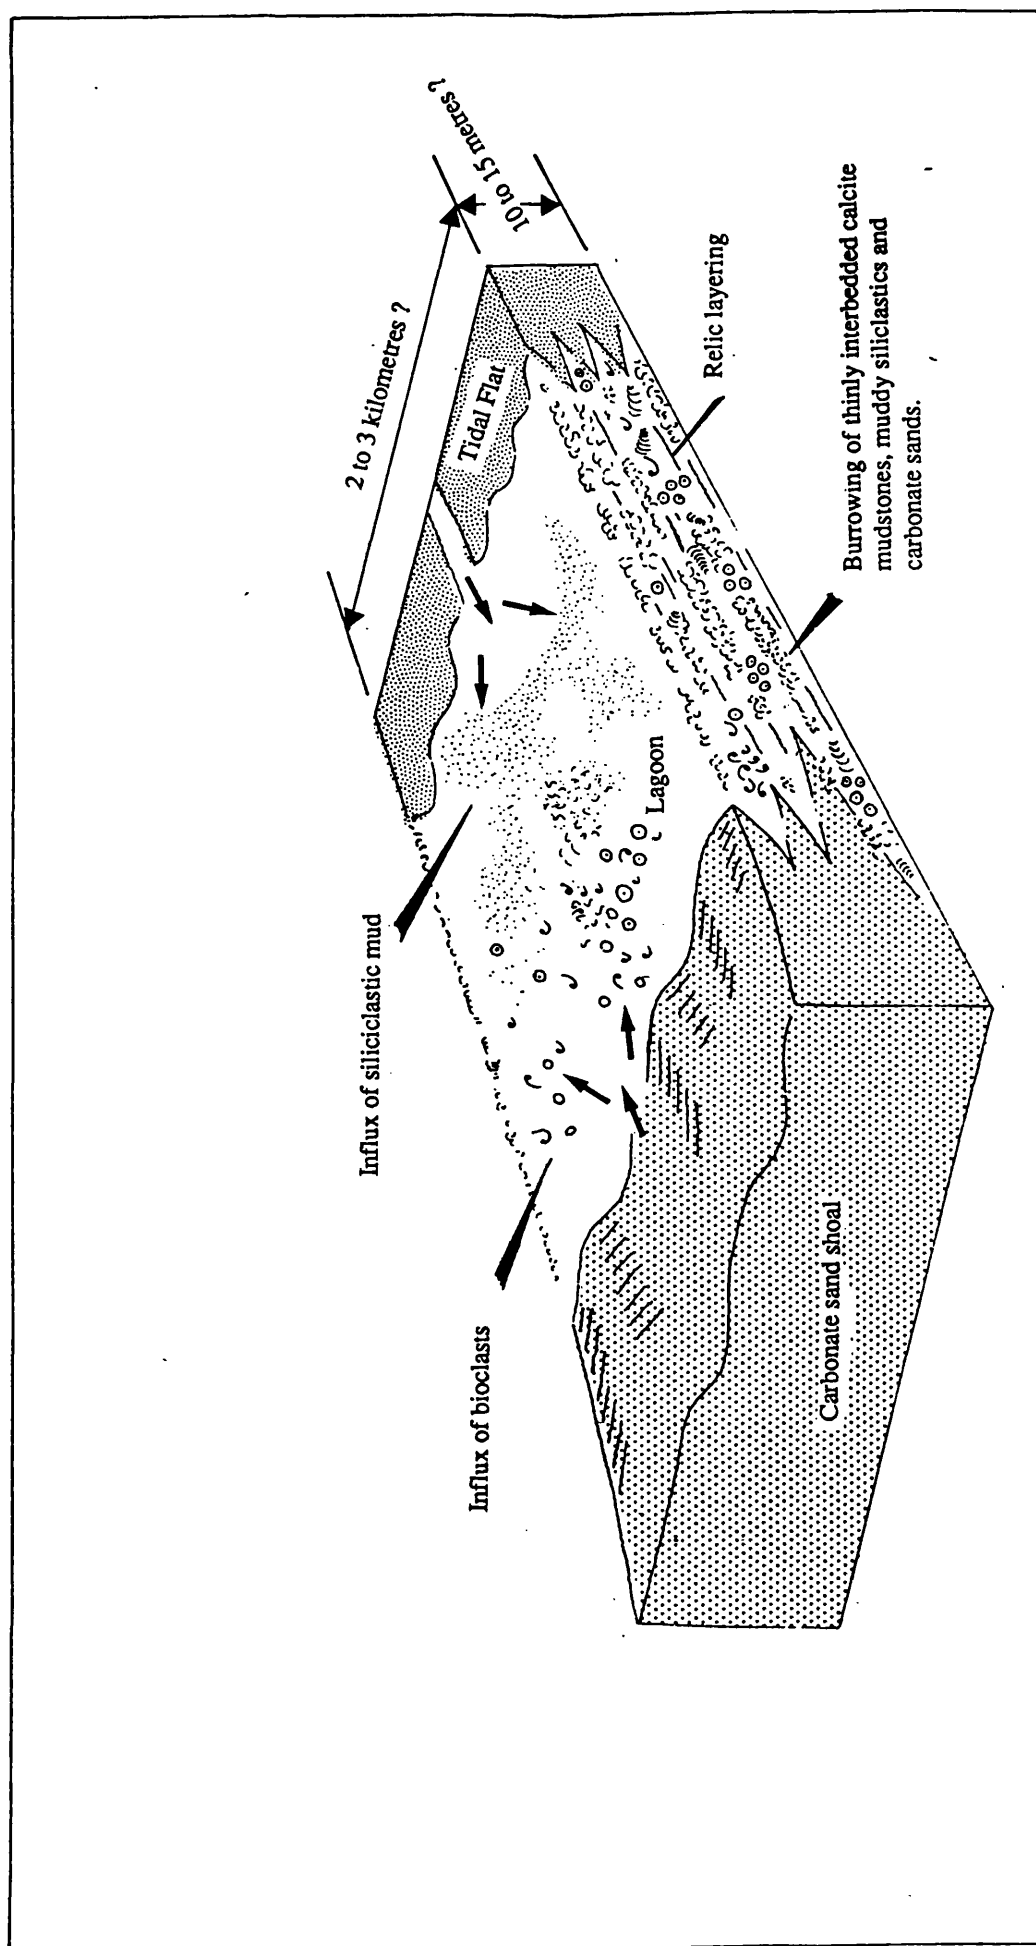 2 to 3 kilometres ?
10 to 15 metres ?
Tidal Flat
Influx of siliciclastic mud
Influx of bioclasts
Lagoon
Relic layering
Burrowing of thinly interbedded calcite
mudstones, muddy siliclastics and
carbonate sands.
Carbonate sand shoal